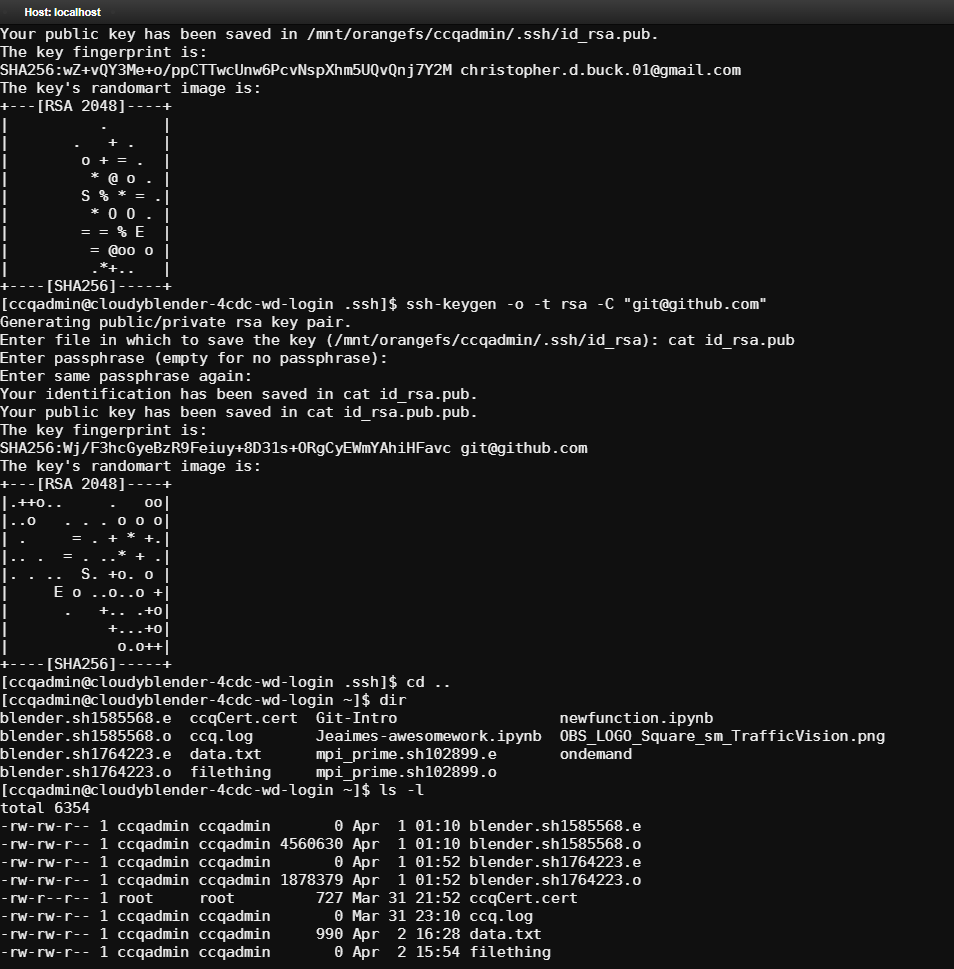 Host: localhost
Your public key has been saved in /mnt/orangefs/ccqadmin/.ssh/id_rsa.pub.
The key fingerprint is:
SHA256:wZ+vQY3Me+o/ppCTTwcUnw6PcvNspXhm5UQvQnj7Y2M christopher.d.buck.01@gmail.com
The key's randomart image is:
+---[RSA 2048]----+
|          .      |
|       .   + .   |
|        o + = .  |
|         * @ o . |
|        S % * = .|
|         * O O . |
|        = = % E  |
|         = @oo o |
|         .*+..   |
+----[SHA256]-----+
[ccqadmin@cloudyblender-4cdc-wd-login .ssh]$ ssh-keygen -o -t rsa -C "git@github.com"
Generating public/private rsa key pair.
Enter file in which to save the key (/mnt/orangefs/ccqadmin/.ssh/id_rsa): cat id_rsa.pub
Enter passphrase (empty for no passphrase):
Enter same passphrase again:
Your identification has been saved in cat id_rsa.pub.
Your public key has been saved in cat id_rsa.pub.pub.
The key fingerprint is:
SHA256:Wj/F3hcGyeBzR9Feiuy+8D31s+ORgCyEWmYAhiHFavc git@github.com
The key's randomart image is:
+---[RSA 2048]----+
|.++o..     .   oo|
|..o   . . . o o o|
| .     = . + * +.|
|.. .  = . ..* + .|
|. . ..  S. +o. o |
|     E o ..o..o +|
|      .   +.. .+o|
|           +...+o|
|            o.o++|
+----[SHA256]-----+
[ccqadmin@cloudyblender-4cdc-wd-login .ssh]$ cd ..
[ccqadmin@cloudyblender-4cdc-wd-login ~]$ dir
blender.sh1585568.e  ccqCert.cert  Git-Intro                  newfunction.ipynb
blender.sh1585568.o  ccq.log       Jeaimes-awesomework.ipynb  OBS_LOGO_Square_sm_TrafficVision.png
blender.sh1764223.e  data.txt      mpi_prime.sh102899.e       ondemand
blender.sh1764223.o  filething     mpi_prime.sh102899.o
[ccqadmin@cloudyblender-4cdc-wd-login ~]$ ls -l
total 6354
-rw-rw-r-- 1 ccqadmin ccqadmin       0 Apr  1 01:10 blender.sh1585568.e
-rw-rw-r-- 1 ccqadmin ccqadmin 4560630 Apr  1 01:10 blender.sh1585568.o
-rw-rw-r-- 1 ccqadmin ccqadmin       0 Apr  1 01:52 blender.sh1764223.e
-rw-rw-r-- 1 ccqadmin ccqadmin 1878379 Apr  1 01:52 blender.sh1764223.o
-rw-r--r-- 1 root     root         727 Mar 31 21:52 ccqCert.cert
-rw-rw-r-- 1 ccqadmin ccqadmin       0 Mar 31 23:10 ccq.log
-rw-rw-r-- 1 ccqadmin ccqadmin     990 Apr  2 16:28 data.txt
-rw-rw-r-- 1 ccqadmin ccqadmin       0 Apr  2 15:54 filething